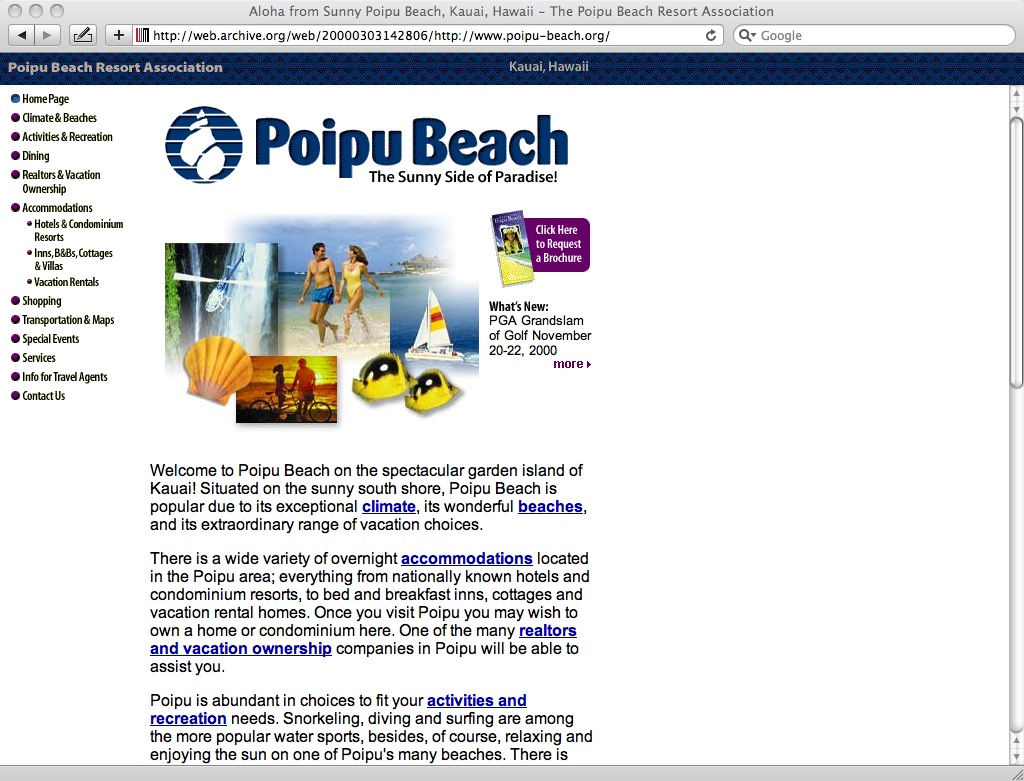 Aloha from Sunny Poipu Beach, Kauai, Hawaii – The Poipu Beach Resort Association
http://web.archive.org/web/20000303142806/http://www.poipu-beach.org/
Google
Poipu Beach Resort Association
Kauai, Hawaii
Home Page
Climate & Beaches
Activities & Recreation
Dining
Realtors & Vacation
Ownership
Accommodations
Hotels & Condominium
Resorts
Inns, B&Bs, Cottages
& Villas
Vacation Rentals
Shopping
Transportation & Maps
Special Events
Services
Info for Travel Agents
Contact Us
Poipu Beach
The Sunny Side of Paradise!
Poipu Beach
Click Here
to Request
a Brochure
What's New:
PGA Grandslam
of Golf November
20-22, 2000
more
Welcome to Poipu Beach on the spectacular garden island of
Kauai! Situated on the sunny south shore, Poipu Beach is
popular due to its exceptional climate, its wonderful beaches,
and its extraordinary range of vacation choices.
There is a wide variety of overnight accommodations located
in the Poipu area; everything from nationally known hotels and
condominium resorts, to bed and breakfast inns, cottages and
vacation rental homes. Once you visit Poipu you may wish to
own a home or condominium here. One of the many realtors
and vacation ownership companies in Poipu will be able to
assist you.
Poipu is abundant in choices to fit your activities and
recreation needs. Snorkeling, diving and surfing are among
the more popular water sports, besides, of course, relaxing and
enjoying the sun on one of Poipu's many beaches. There is